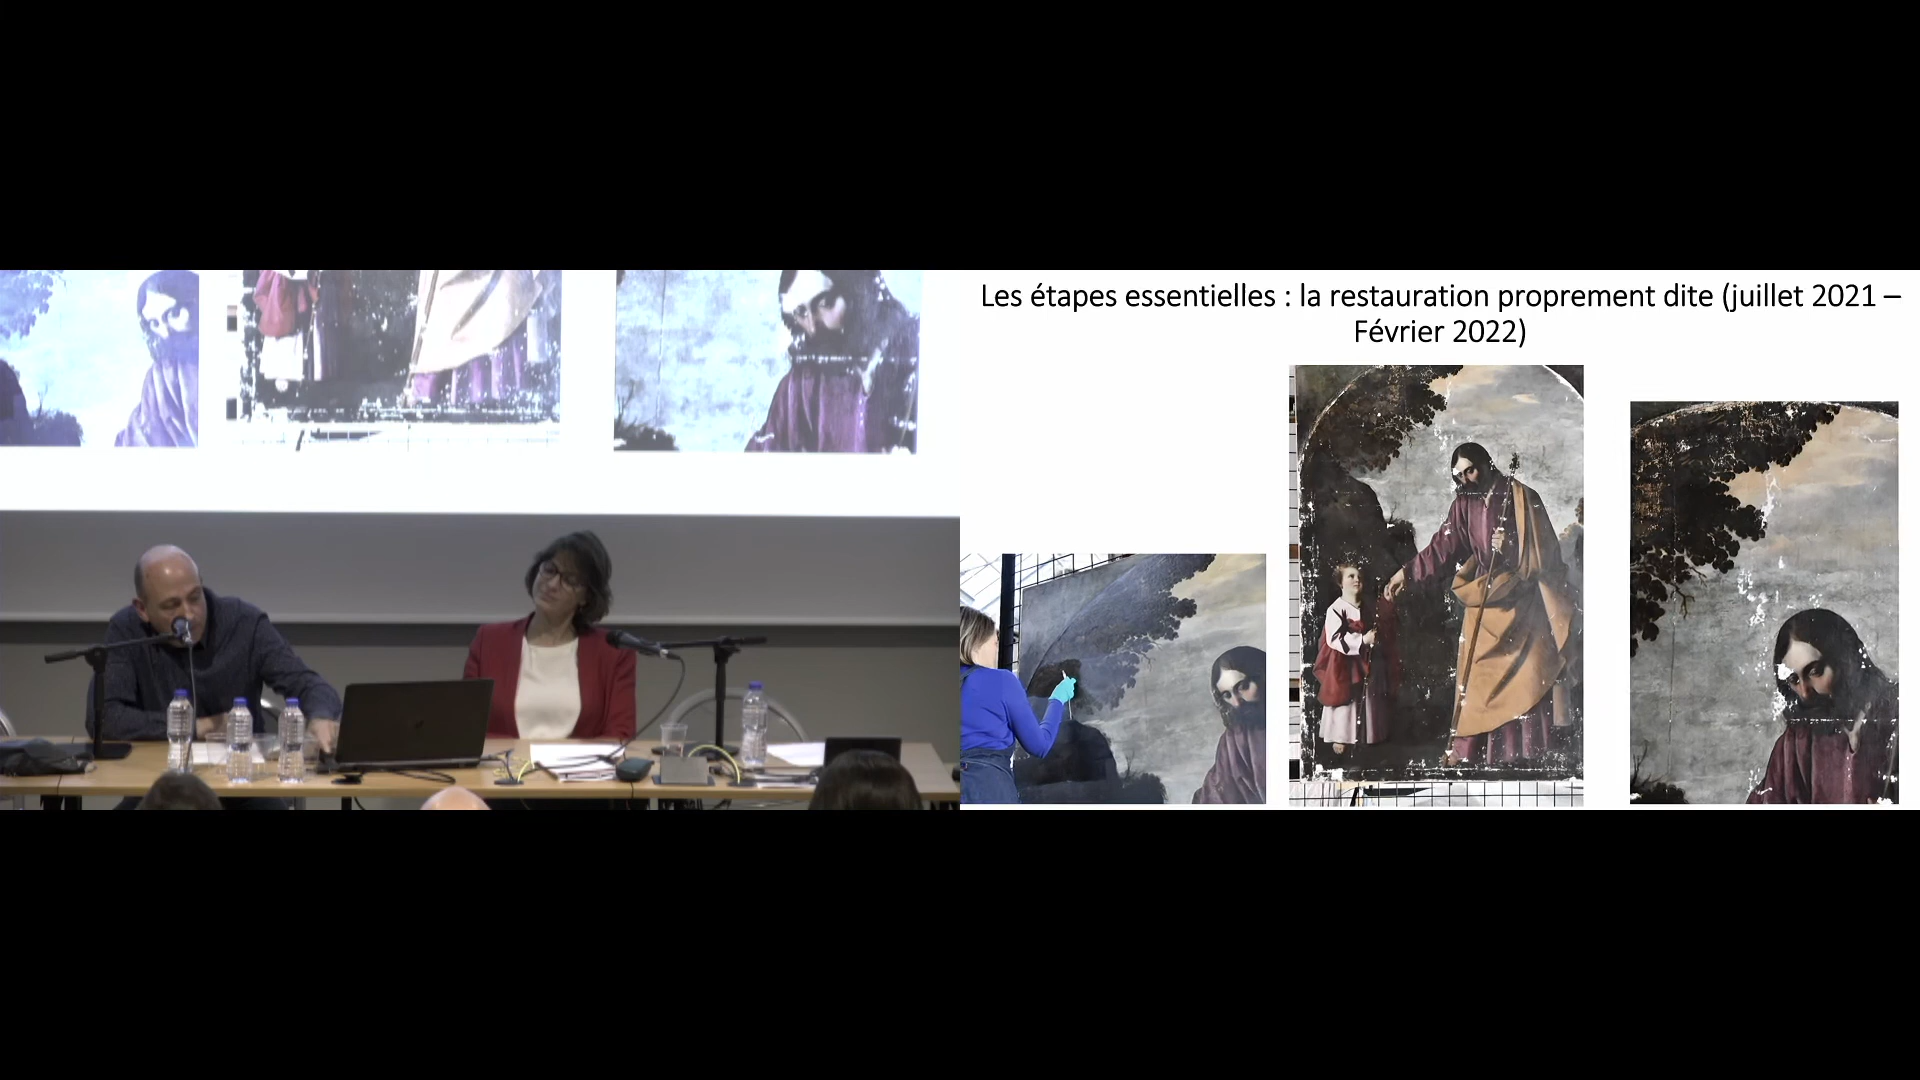 Les étapes essentielles : la restauration proprement dite (juillet 2021 –
Février 2022)